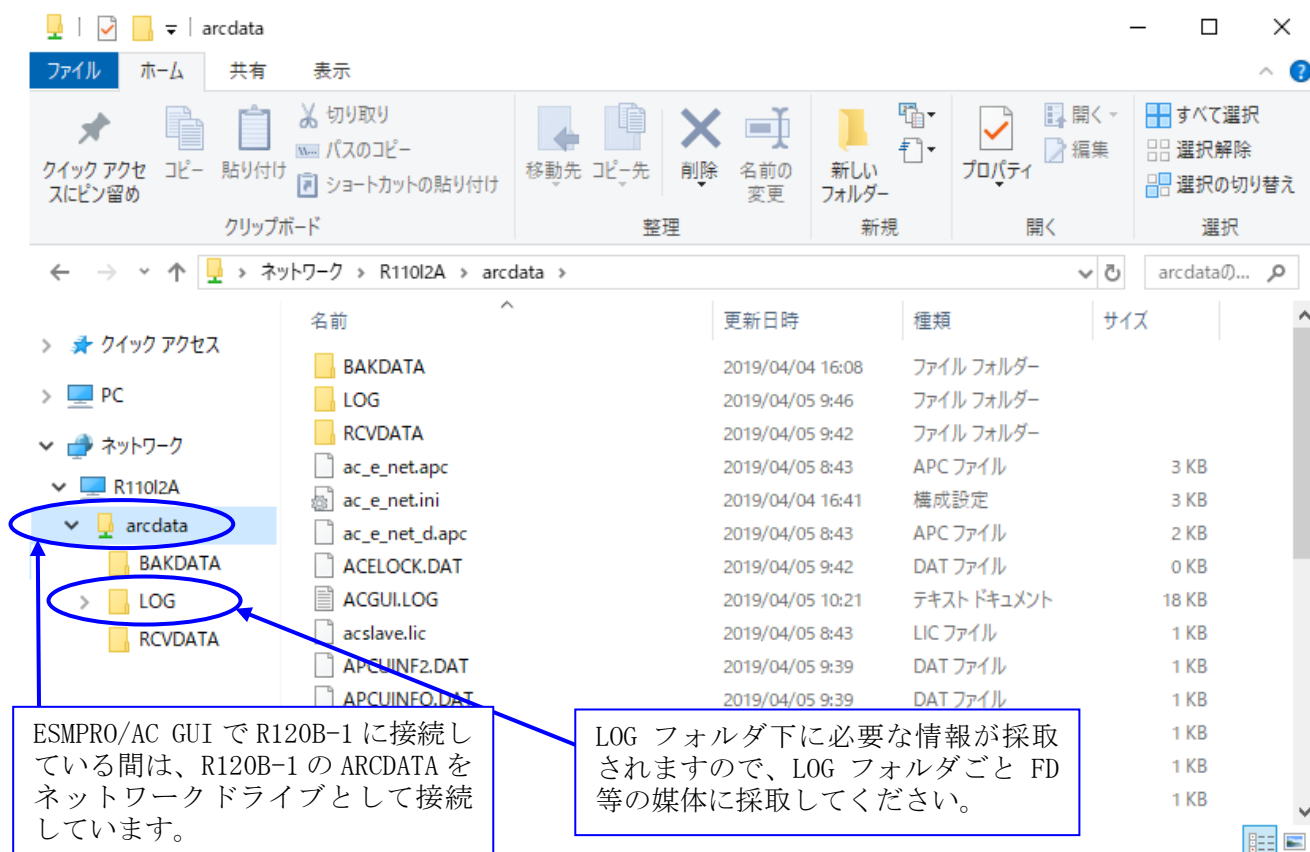 arcdata
ファイル ホーム 共有 表示
クイック アクセスにピン留め
コピー
貼り付け
切り取り
パスのコピー
ショートカットの貼り付け
移動先
コピー先
削除
名前の変更
新しいフォルダー
プロパティ
開く
編集
すべて選択
選択解除
選択の切り替え
クリップボード 整理 新規 開く 選択
ネットワーク > R110I2A > arcdata >
arcdataの...
クイック アクセス
PC
ネットワーク
R110I2A
arcdata
BAKDATA
LOG
RCVDATA
名前 更新日時 種類 サイズ
BAKDATA 2019/04/04 16:08 ファイル フォルダー
LOG 2019/04/05 9:46 ファイル フォルダー
RCVDATA 2019/04/05 9:42 ファイル フォルダー
ac_e_net.apc 2019/04/05 8:43 APC ファイル 3 KB
ac_e_net.ini 2019/04/04 16:41 構成設定 3 KB
ac_e_net_d.apc 2019/04/05 8:43 APC ファイル 2 KB
ACELOCK.DAT 2019/04/05 9:42 DAT ファイル 0 KB
ACGUI.LOG 2019/04/05 10:21 テキスト ドキュメント 18 KB
acslave.lic 2019/04/05 8:43 LIC ファイル 1 KB
APCUINF2.DAT 2019/04/05 9:39 DAT ファイル 1 KB
APCUINFO.DAT 2019/04/05 9:39 DAT ファイル 1 KB
1 KB
1 KB
1 KB
ESMPRO/AC GUI で R120B-1 に接続し
ている間は、R120B-1 の ARCDATA を
ネットワークドライブとして接続
しています。
LOG フォルダ下に必要な情報が採取
されますので、LOG フォルダごと FD
等の媒体に採取してください。